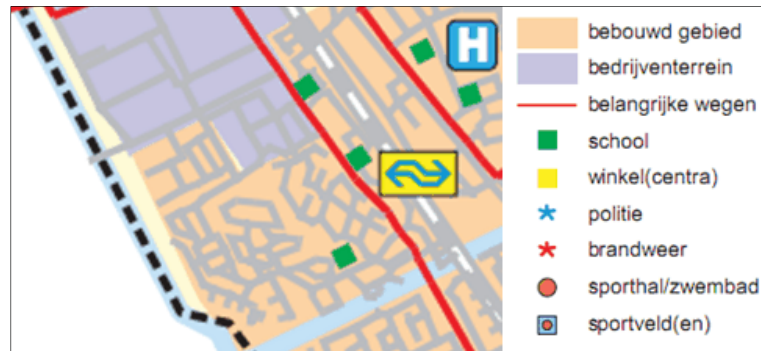 H
bebouwd gebied
bedrijventerrein
belangrijke wegen
school
winkel(centra)
politie
brandweer
sporthal/zwembad
sportveld(en)